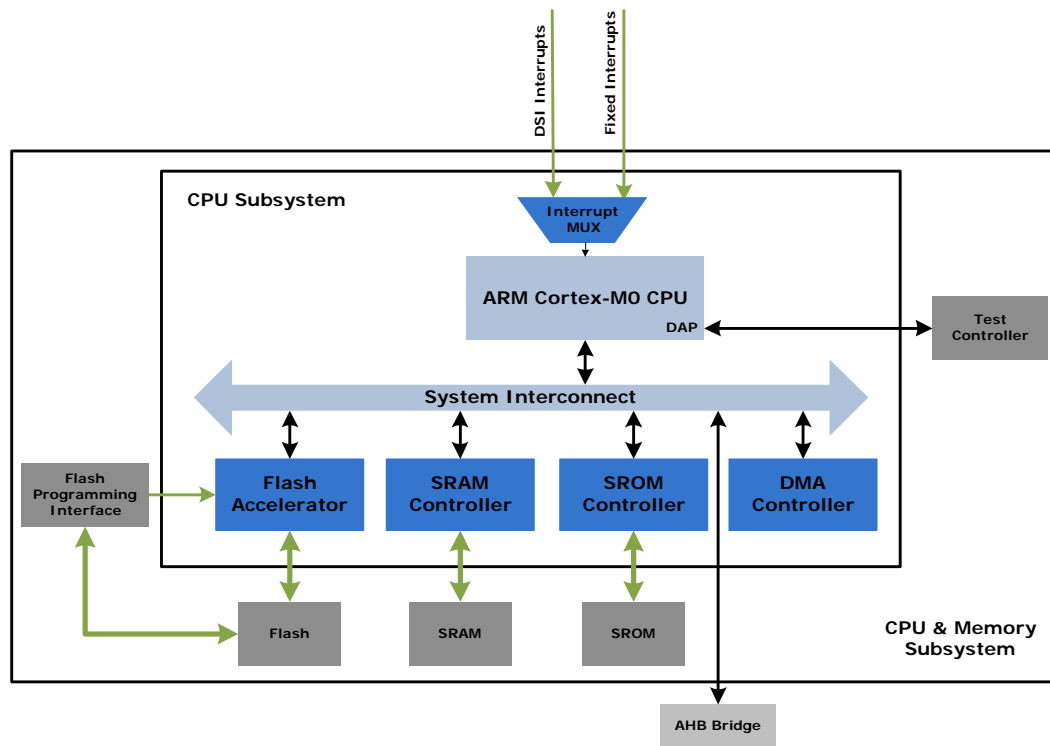 DSI Interrupts
Fixed Interrupts
CPU Subsystem
Interrupt
MUX
ARM Cortex-M0 CPU
DAP
Test
Controller
System Interconnect
Flash
Programming
Interface
Flash
Accelerator
SRAM
Controller
SROM
Controller
DMA
Controller
Flash
SRAM
SROM
CPU & Memory
Subsystem
AHB Bridge